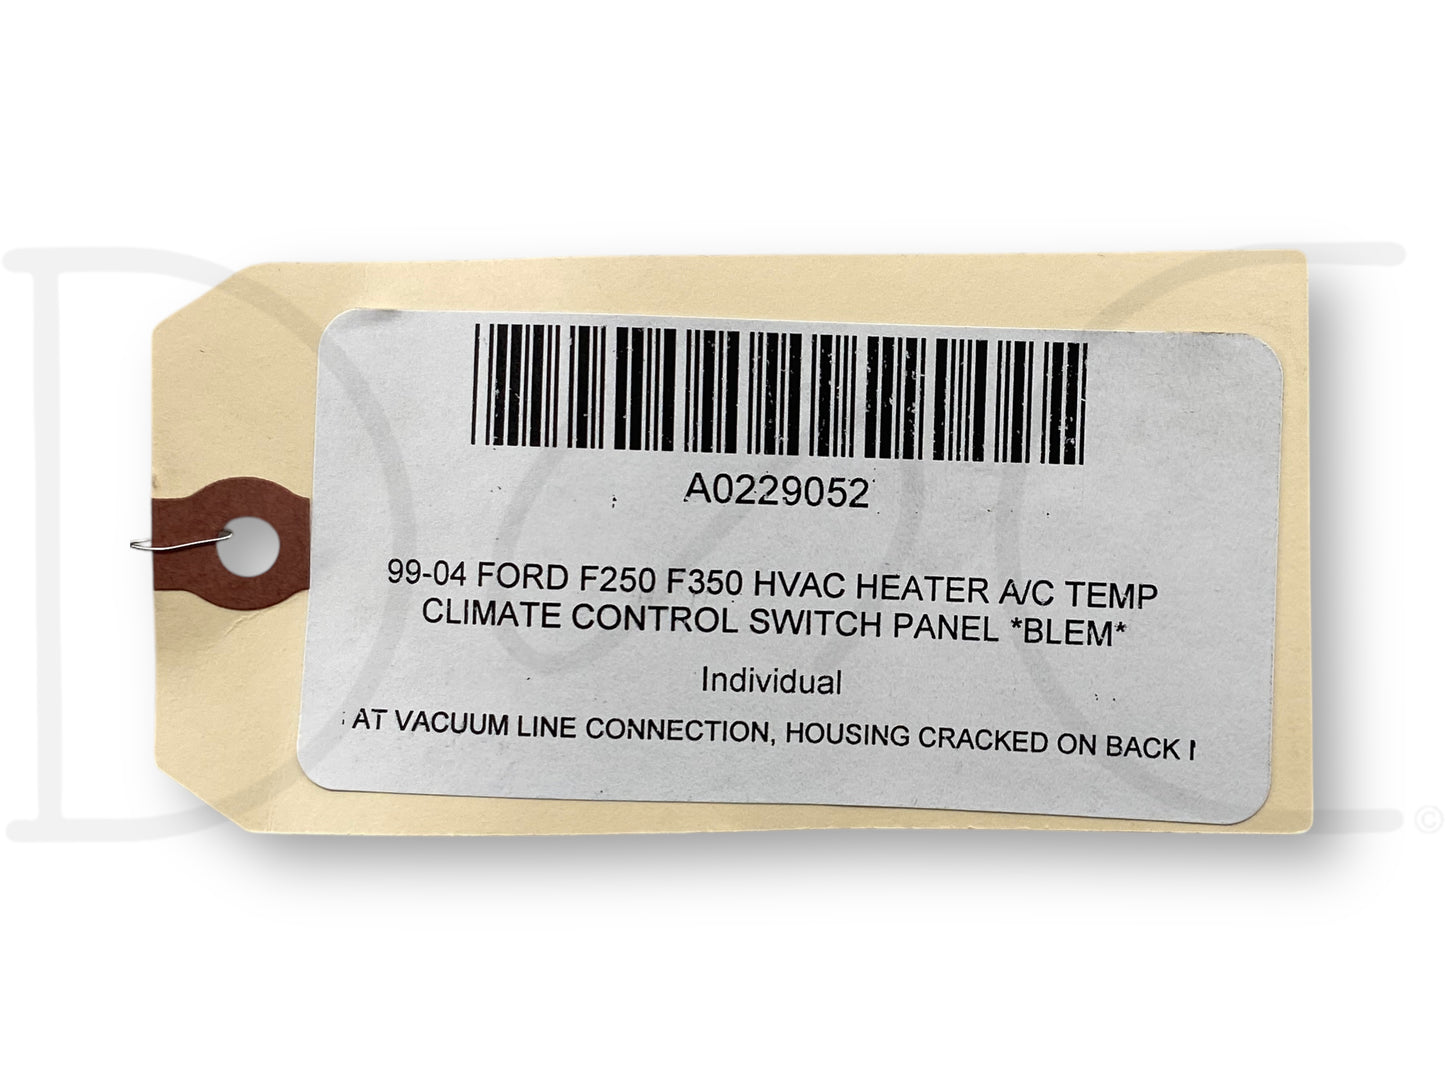 A0229052
99-04 FORD F250 F350 HVAC HEATER A/C TEMP
CLIMATE CONTROL SWITCH PANEL *BLEM*
Individual
AT VACUUM LINE CONNECTION, HOUSING CRACKED ON BACK
©